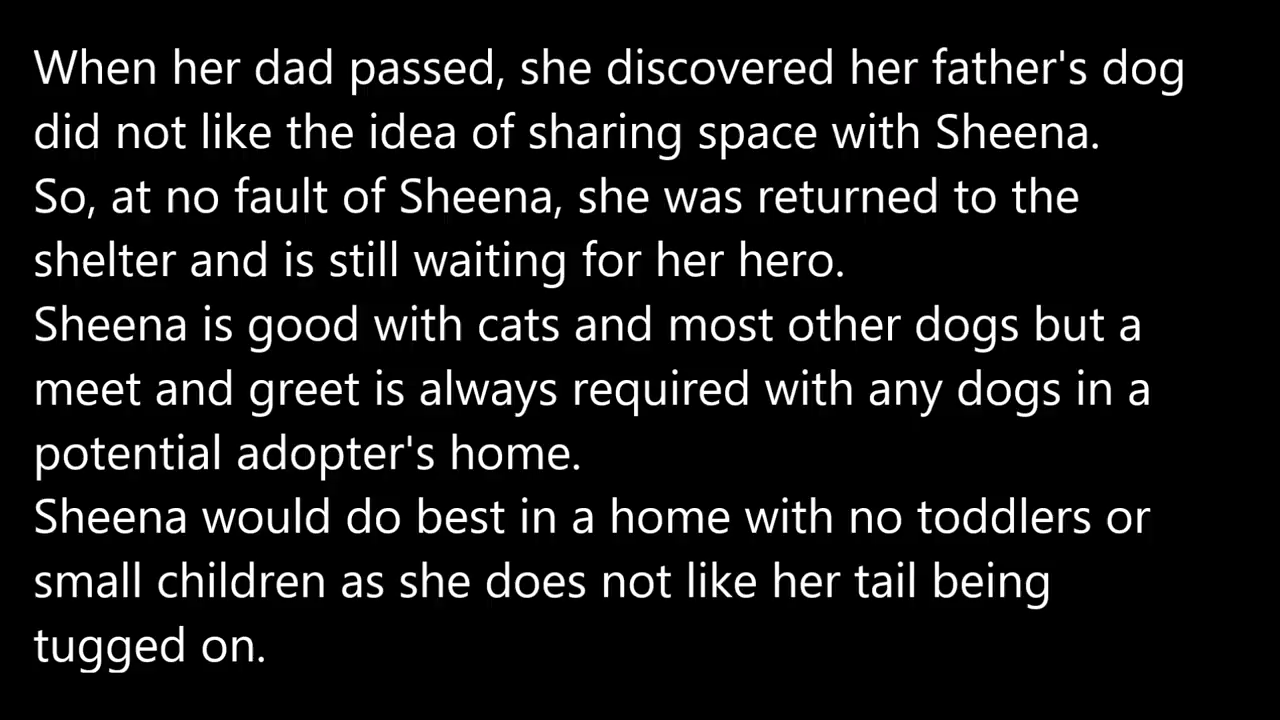 When her dad passed, she discovered her father's dog
did not like the idea of sharing space with Sheena.
So, at no fault of Sheena, she was returned to the
shelter and is still waiting for her hero.
Sheena is good with cats and most other dogs but a
meet and greet is always required with any dogs in a
potential adopter's home.
Sheena would do best in a home with no toddlers or
small children as she does not like her tail being
tugged on.